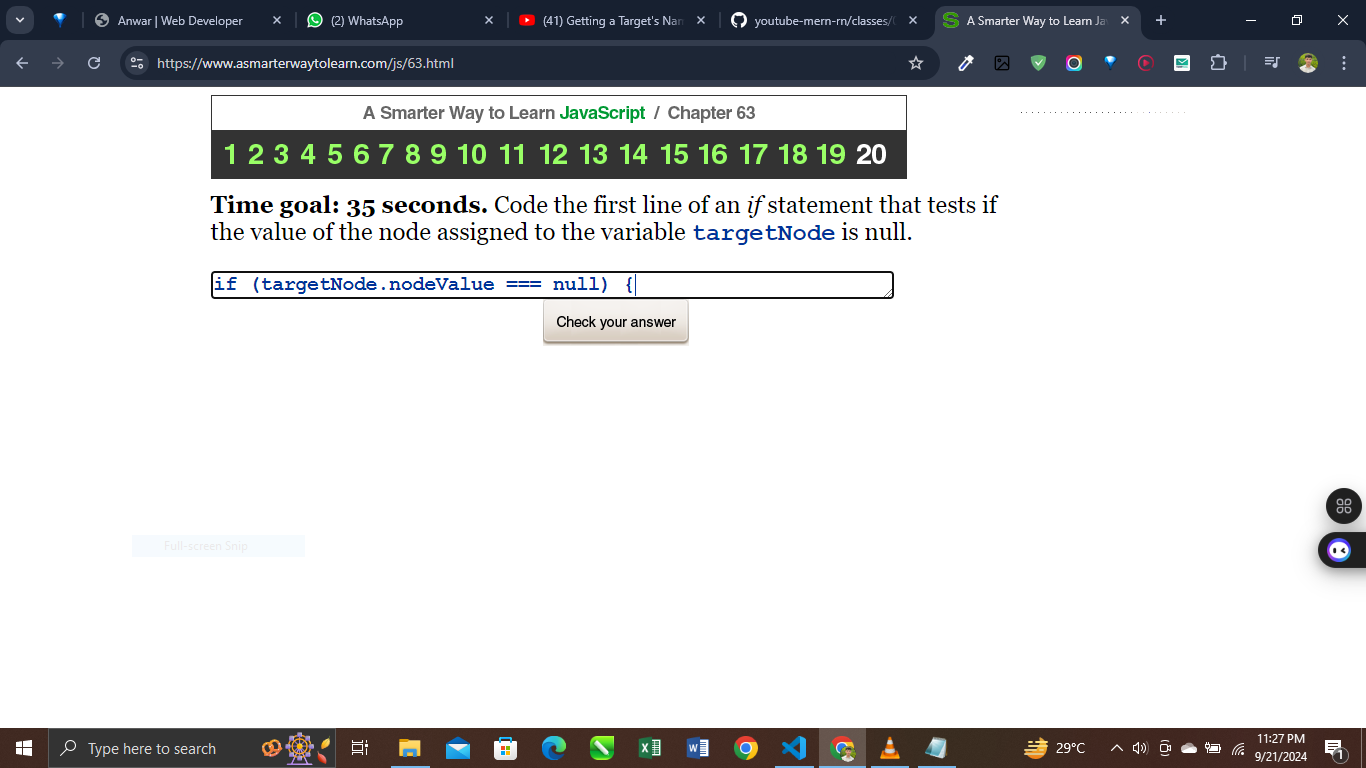 Anwar | Web Developer
(2) WhatsApp
(41) Getting a Target's Nam
youtube-mern-rn/classes/
A Smarter Way to Learn Ja
https://www.asmarterwaytolearn.com/js/63.html
A Smarter Way to Learn JavaScript / Chapter 63
1 2 3 4 5 6 7 8 9 10 11 12 13 14 15 16 17 18 19 20
Time goal: 35 seconds. Code the first line of an if statement that tests if
the value of the node assigned to the variable targetNode is null.
if (targetNode.nodeValue === null) {
Check your answer
Full-screen Snip
Type here to search
29°C
11:27 PM
9/21/2024
1